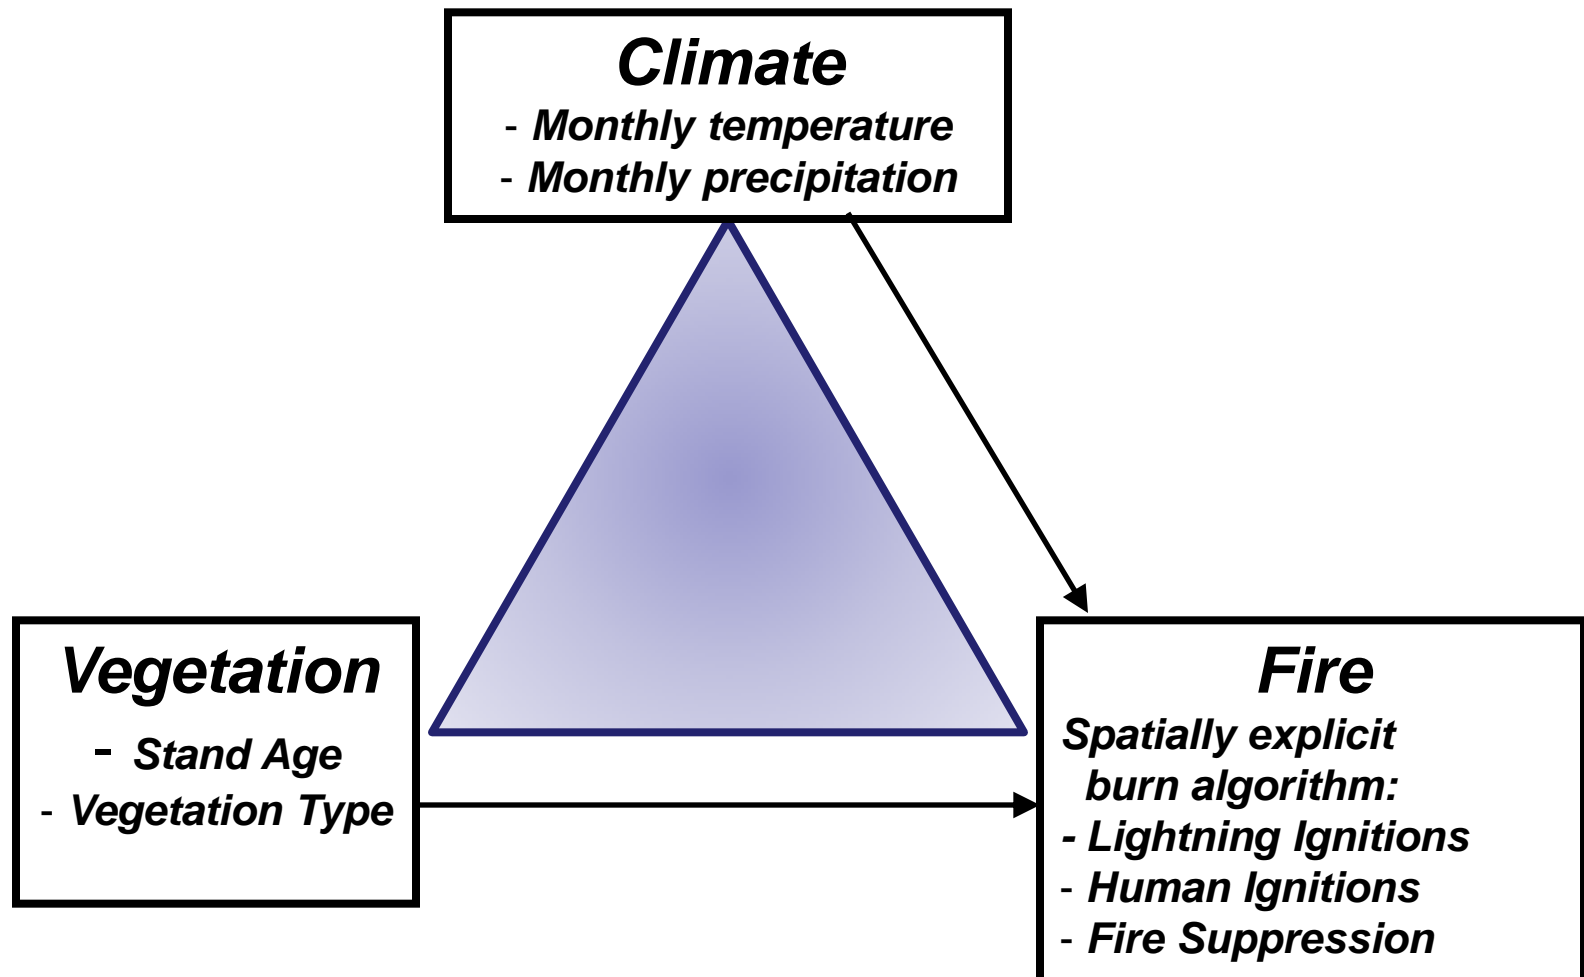 Climate
- Monthly temperature
- Monthly precipitation
Vegetation
- Stand Age
- Vegetation Type
Fire
Spatially explicit
burn algorithm:
- Lightning Ignitions
- Human Ignitions
- Fire Suppression